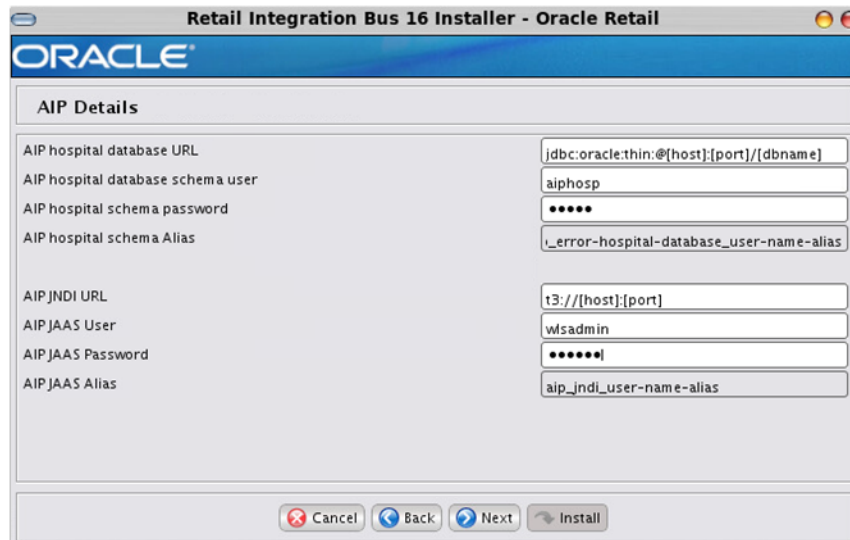 Retail Integration Bus 16 Installer - Oracle Retail
ORACLE®
AIP Details
AIP hospital database URL jdbc:oracle:thin:@[host]:[port]/[dbname]
AIP hospital database schema user aiphosp
AIP hospital schema password •••••
AIP hospital schema Alias _error-hospital-database_user-name-alias
AIP JNDI URL t3://[host]:[port]
AIP JAAS User wlsadmin
AIP JAAS Password ••••••
AIP JAAS Alias aip_jndi_user-name-alias
Cancel Back Next Install